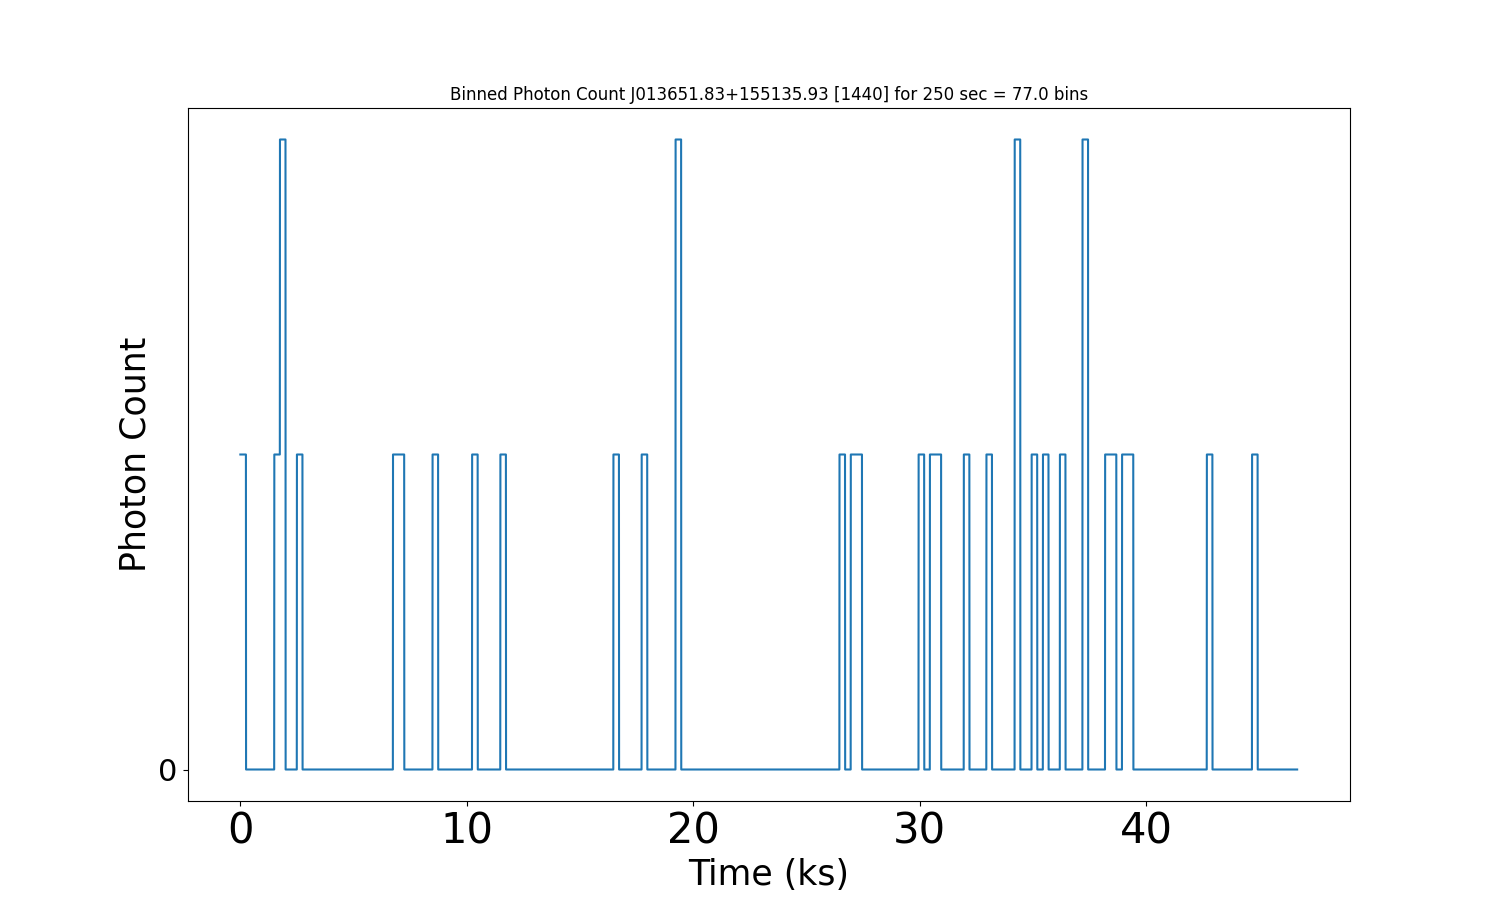 Binned Photon Count J013651.83+155135.93 [1440] for 250 sec = 77.0 bins
Photon Count
0
0 10 20 30 40
Time (ks)